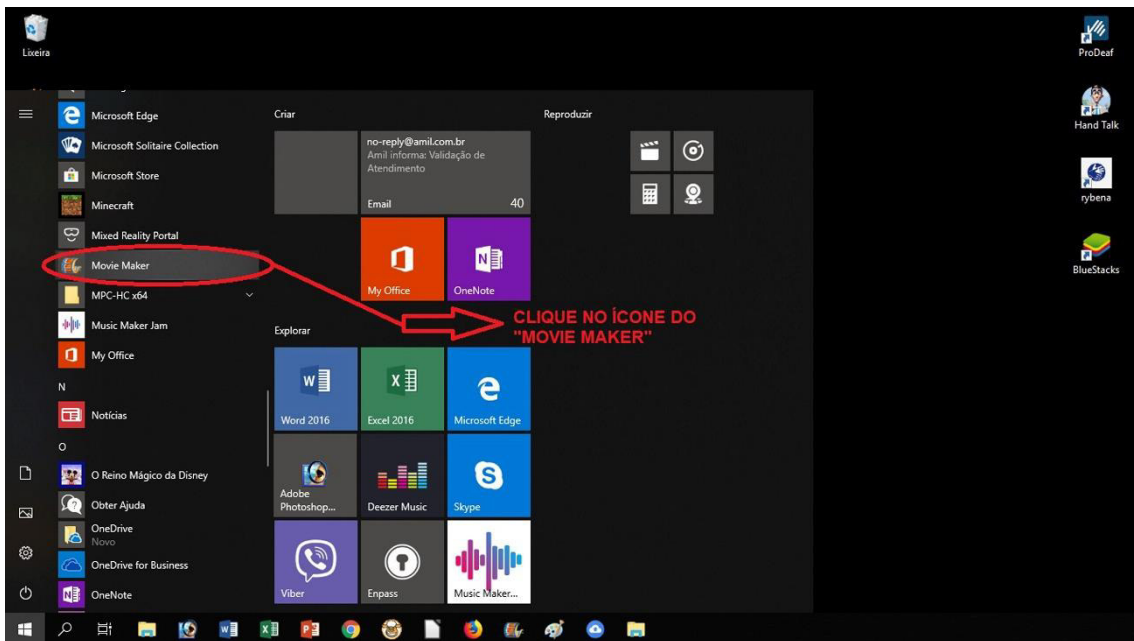 Lixeira
ProDeaf
Hand Talk
rybena
BlueStacks
Microsoft Edge
Microsoft Solitaire Collection
Microsoft Store
Minecraft
Mixed Reality Portal
Movie Maker
MPC-HC x64
Music Maker Jam
My Office
N
Notícias
O
O Reino Mágico da Disney
Obter Ajuda
OneDrive
Novo
OneDrive for Business
OneNote
Criar
no-reply@amil.com.br
Amil informa: Validação de
Atendimento
Email 40
My Office
OneNote
Explorar
Word 2016
Excel 2016
Microsoft Edge
Adobe
Photoshop...
Deezer Music
Skype
Viber
Enpass
Music Maker...
Reproduzir
CLIQUE NO ÍCONE DO
"MOVIE MAKER"